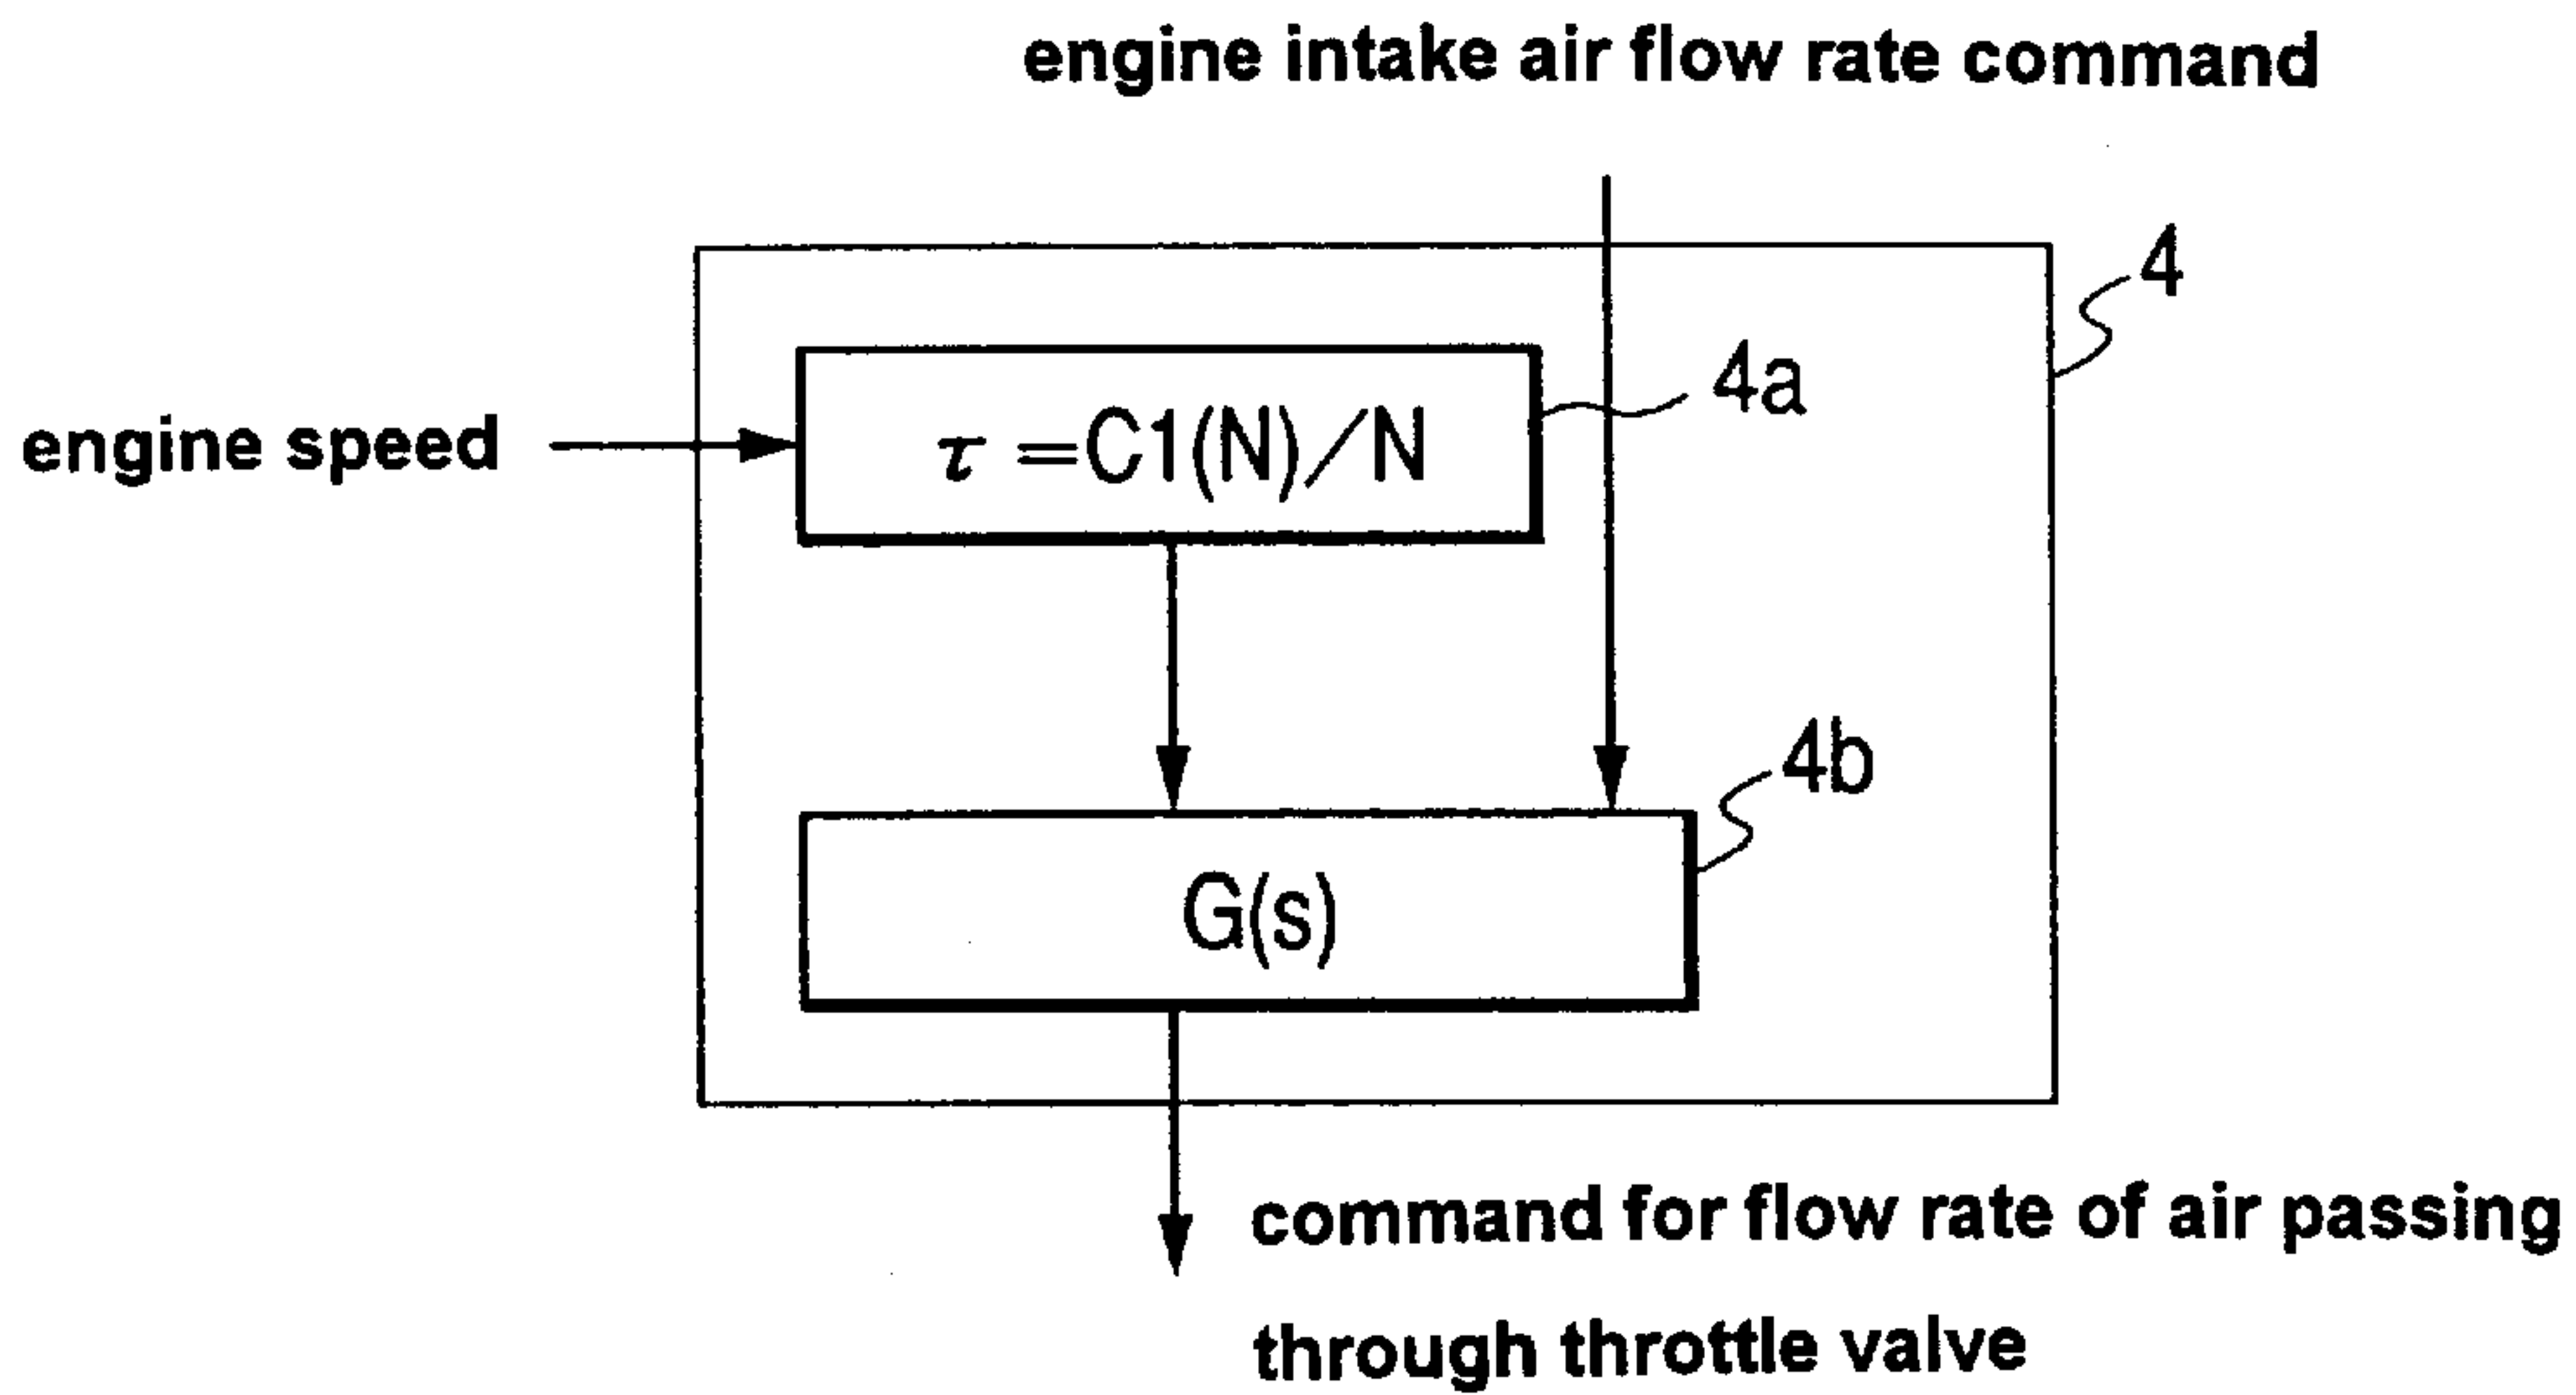 engine intake air flow rate command
4
4a
engine speed
τ =C1(N)/N
4b
G(s)
command for flow rate of air passing
through throttle valve